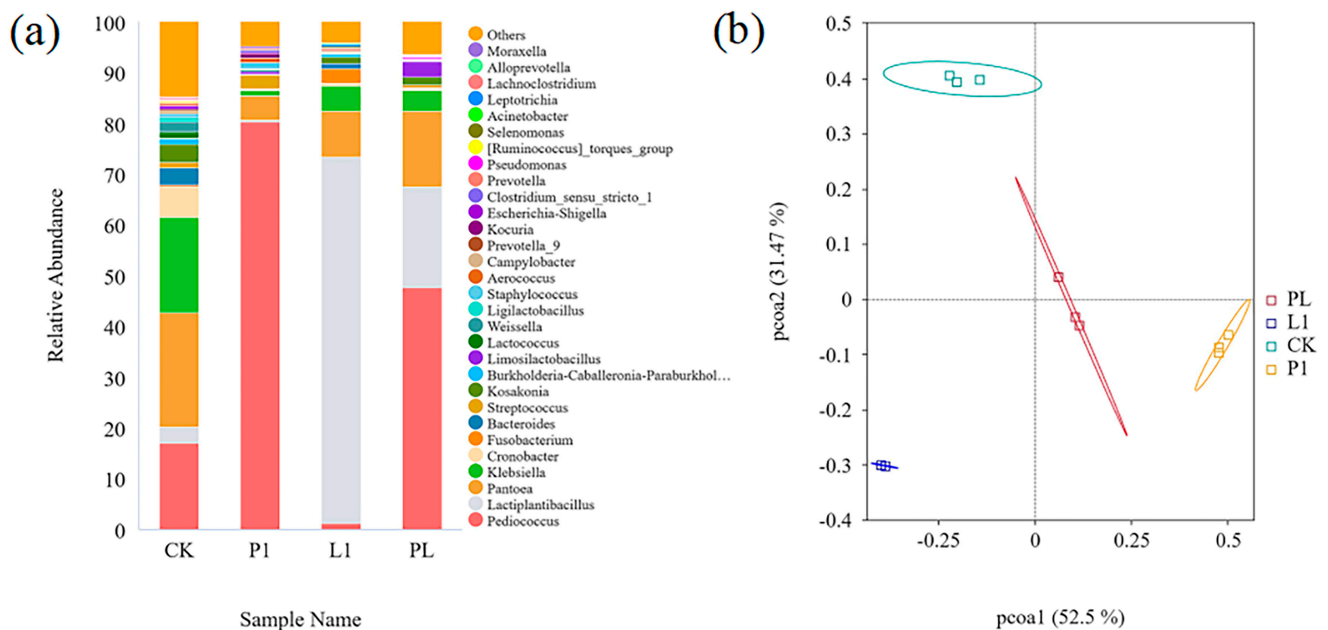 (a)
100
90
80
70
60
50
40
30
20
10
0
Relative Abundance
CK
P1
L1
PL
Sample Name
Others
Moraxella
Alloprevotella
Lachnoclostridium
Leptotrichia
Acinetobacter
Selenomonas
[Ruminococcus]_torques_group
Pseudomonas
Prevotella
Clostridium_sensu_stricto_1
Escherichia-Shigella
Kocuria
Prevotella_9
Campylobacter
Aerococcus
Staphylococcus
Ligilactobacillus
Weissella
Lactococcus
Limosilactobacillus
Burkholderia-Caballeronia-Paraburkhol...
Kosakonia
Streptococcus
Bacteroides
Fusobacterium
Cronobacter
Klebsiella
Pantoea
Lactiplantibacillus
Pediococcus
(b)
0.5
0.4
0.3
0.2
0.1
0
-0.1
-0.2
-0.3
-0.4
pcoa2 (31.47 %)
-0.25
0
0.25
0.5
pcoa1 (52.5 %)
PL
L1
CK
P1